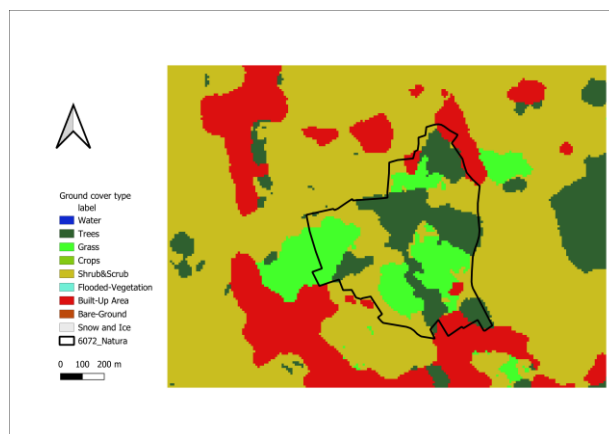 Ground cover type
label
Water
Trees
Grass
Crops
Shrub&Scrub
Flooded-Vegetation
Built-Up Area
Bare-Ground
Snow and Ice
6072_Natura
0 100 200 m